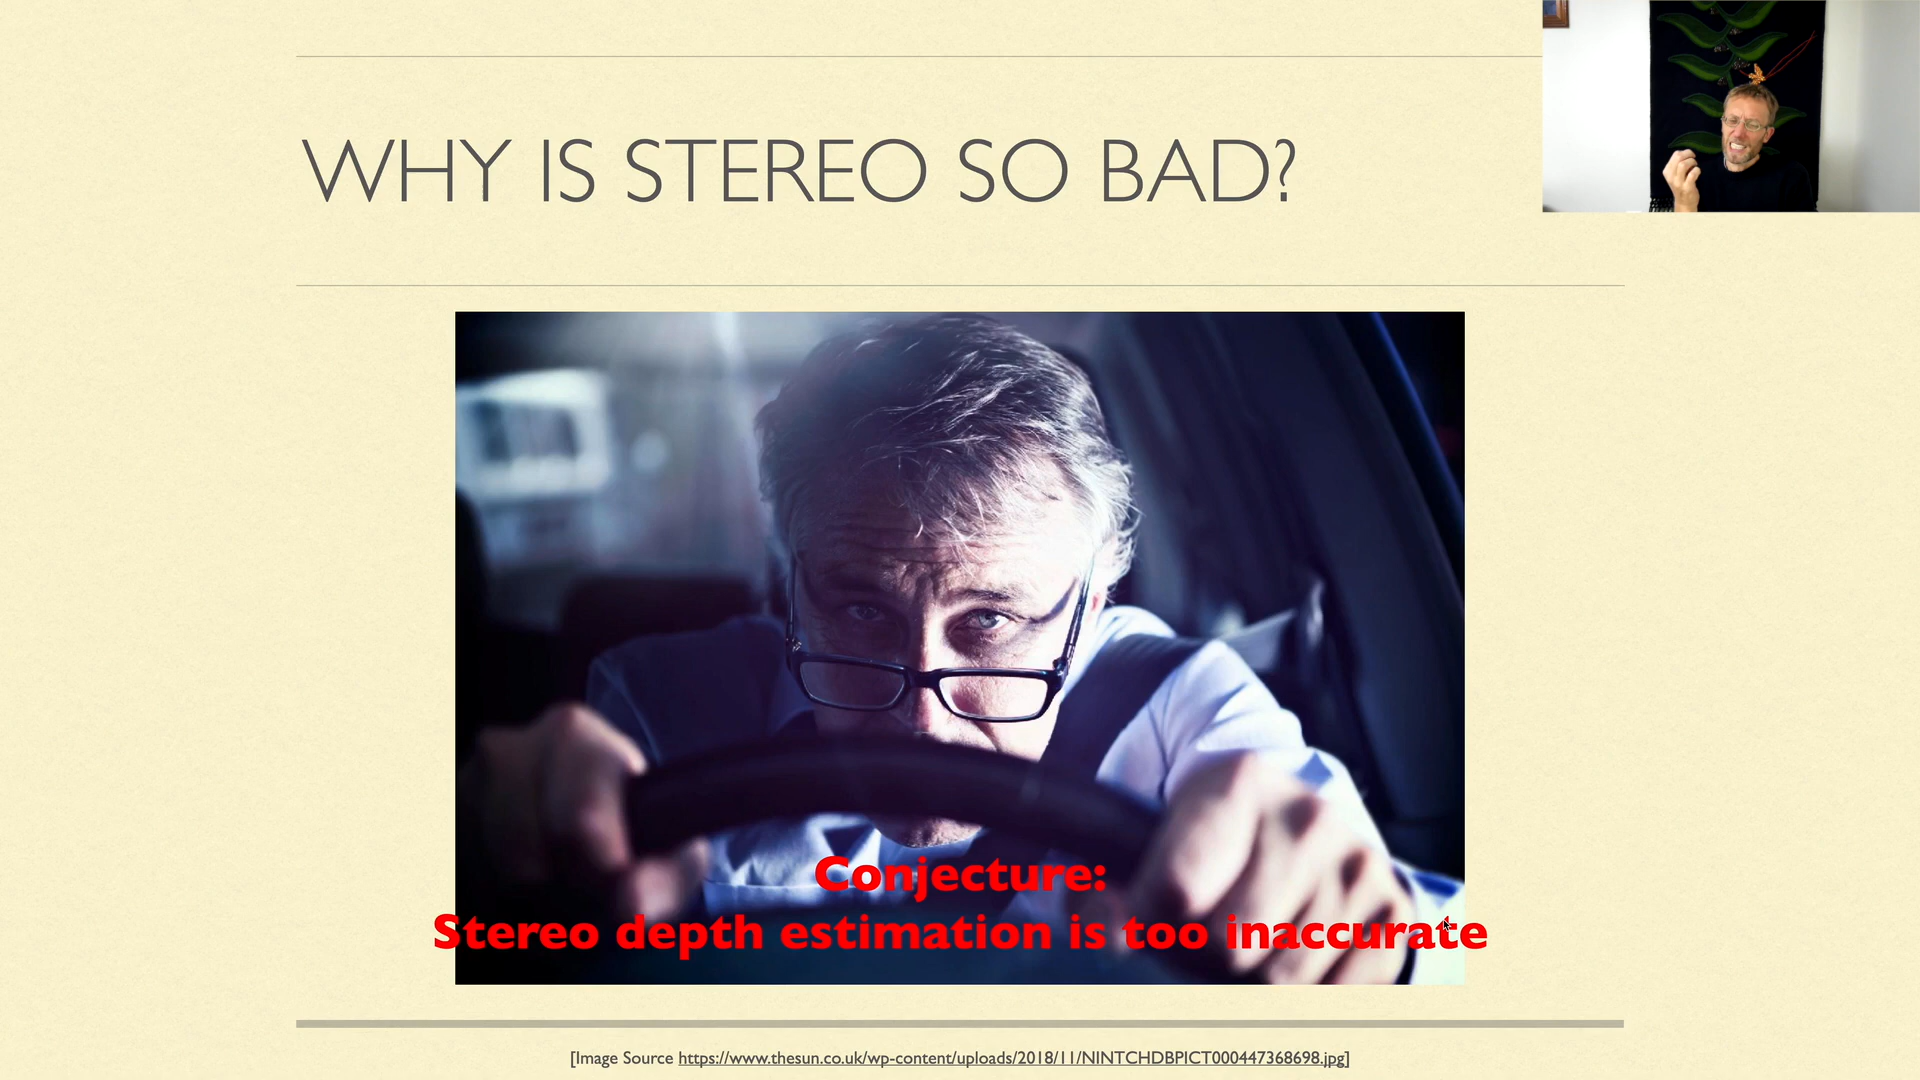 WHY IS STEREO SO BAD?
Conjecture:
Stereo depth estimation is too inaccurate
[Image Source https://www.thesun.co.uk/wp-content/uploads/2018/11/NINTCHDBPICT000447368698.jpg]